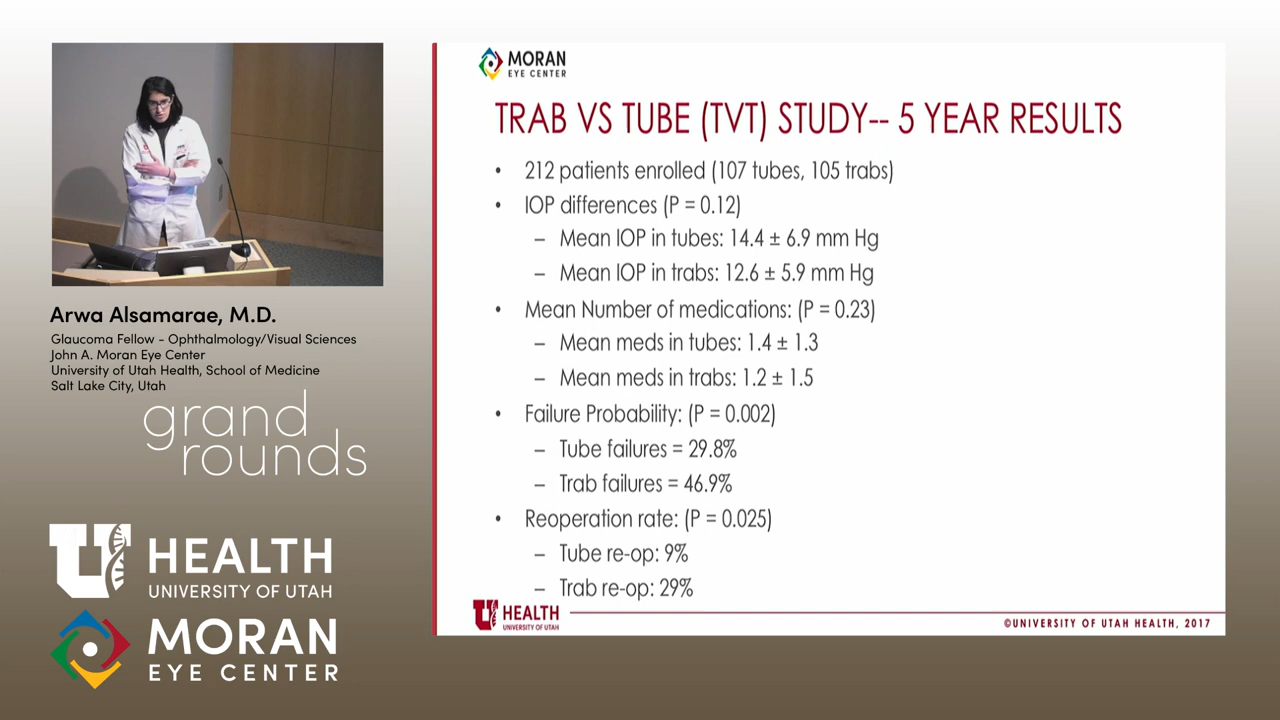 Arwa Alsamarae, M.D.
Glaucoma Fellow - Ophthalmology/Visual Sciences
John A. Moran Eye Center
University of Utah Health, School of Medicine
Salt Lake City, Utah
grand
rounds
U HEALTH
UNIVERSITY OF UTAH
MORAN
EYE CENTER
MORAN
EYE CENTER
TRAB VS TUBE (TVT) STUDY-- 5 YEAR RESULTS
• 212 patients enrolled (107 tubes, 105 trabs)
• IOP differences (P = 0.12)
– Mean IOP in tubes: 14.4 ± 6.9 mm Hg
– Mean IOP in trabs: 12.6 ± 5.9 mm Hg
• Mean Number of medications: (P = 0.23)
– Mean meds in tubes: 1.4 ± 1.3
– Mean meds in trabs: 1.2 ± 1.5
• Failure Probability: (P = 0.002)
– Tube failures = 29.8%
– Trab failures = 46.9%
• Reoperation rate: (P = 0.025)
– Tube re-op: 9%
– Trab re-op: 29%
U HEALTH
UNIVERSITY OF UTAH
©UNIVERSITY OF UTAH HEALTH, 2017